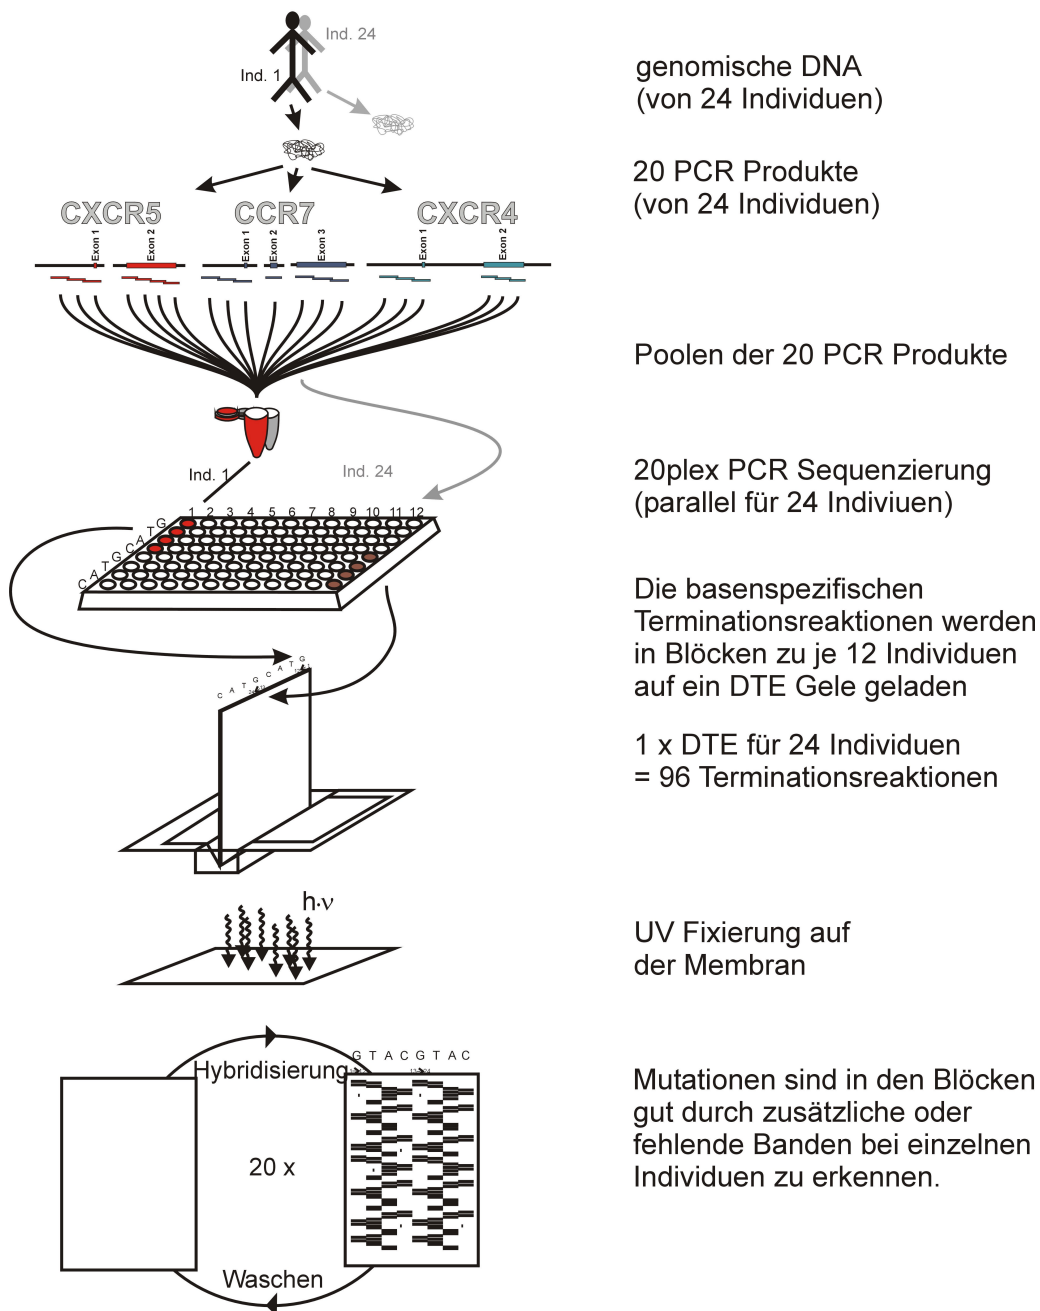 Ind. 24
Ind. 1
genomische DNA
(von 24 Individuen)
20 PCR Produkte
(von 24 Individuen)
CXCR5 CCR7 CXCR4
Exon 1 Exon 2 Exon 1 Exon 2 Exon 3 Exon 1 Exon 2
Poolen der 20 PCR Produkte
Ind. 1
Ind. 24
20plex PCR Sequenzierung
(parallel für 24 Indiviuen)
1 2 3 4 5 6 7 8 9 10 11 12
C A T G C A T G
Die basenspezifischen
Terminationsreaktionen werden
in Blöcken zu je 12 Individuen
auf ein DTE Gele geladen
C A T G C A T G
1 x DTE für 24 Individuen
= 96 Terminationsreaktionen
h·ν
UV Fixierung auf
der Membran
G T A C G T A C
Hybridisierung
20 x
Waschen
Mutationen sind in den Blöcken
gut durch zusätzliche oder
fehlende Banden bei einzelnen
Individuen zu erkennen.